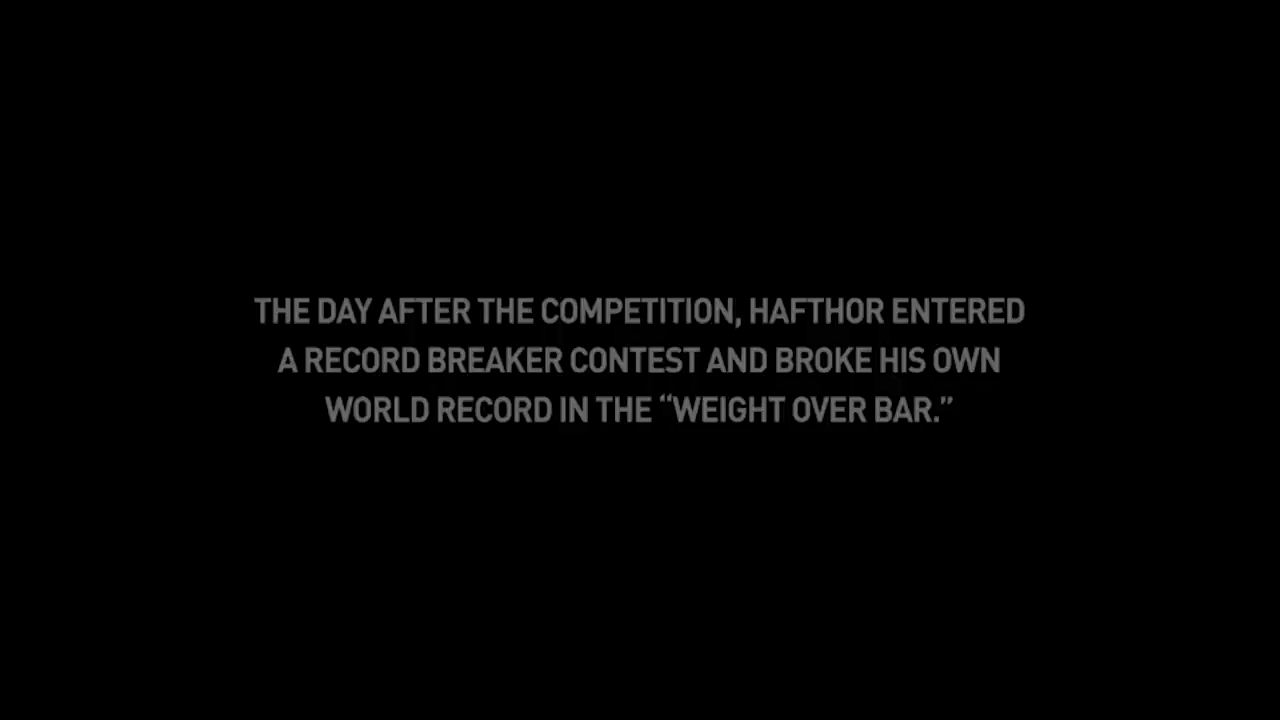 THE DAY AFTER THE COMPETITION, HAFTHOR ENTERED
A RECORD BREAKER CONTEST AND BROKE HIS OWN
WORLD RECORD IN THE “WEIGHT OVER BAR.”